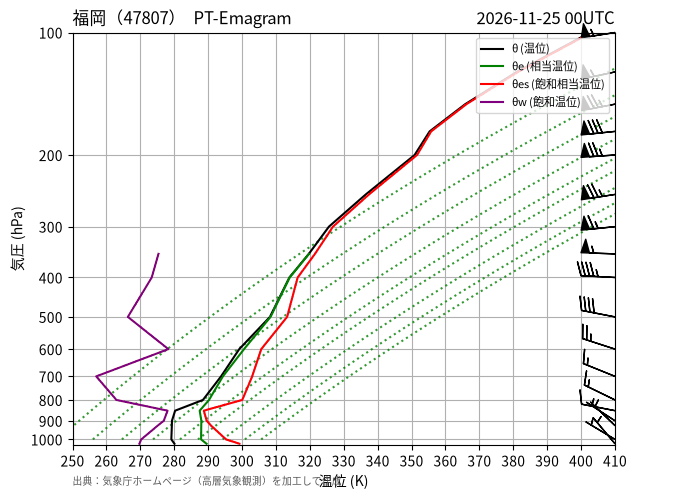 福岡（47807） PT-Emagram
2026-11-25 00UTC
θ (温位)
θe (相当温位)
θes (飽和相当温位)
θw (飽和温位)
気圧 (hPa)
100
200
300
400
500
600
700
800
900
1000
250 260 270 280 290 300 310 320 330 340 350 360 370 380 390 400 410
温位 (K)
出典：気象庁ホームページ（高層気象観測）を加工して